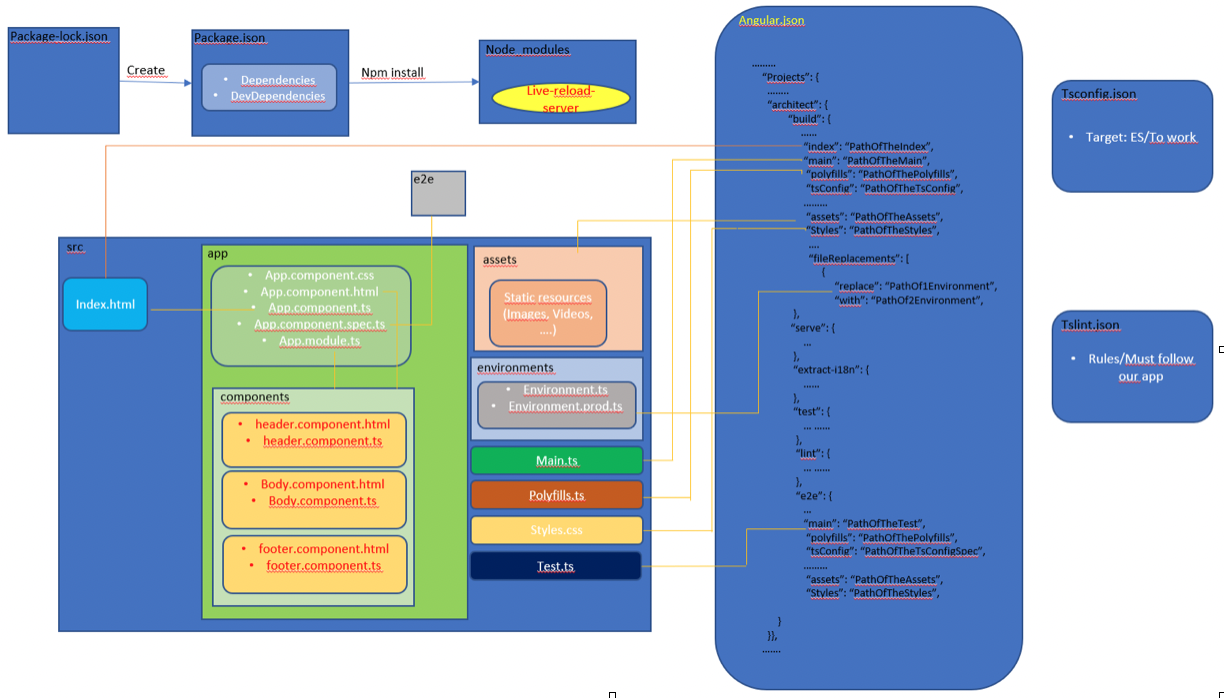 Package-lock.json
Create
Package.json
• Dependencies
• DevDependencies
Npm install
Node_modules
Live-reload-
server
e2e
src
Index.html
app
• App.component.css
• App.component.html
• App.component.ts
• App.component.spec.ts
• App.module.ts
components
• header.component.html
• header.component.ts
• Body.component.html
• Body.component.ts
• footer.component.html
• footer.component.ts
assets
Static resources
(Images, Videos,
….)
environments
• Environment.ts
• Environment.prod.ts
Main.ts
Polyfills.ts
Styles.css
Test.ts
Angular.json
………
“Projects”: {
……..
“architect”: {
“build”: {
……
“index”: “PathOfTheIndex”,
“main”: “PathOfTheMain”,
“polyfills”: “PathOfThePolyfills”,
“tsConfig”: “PathOfTheTsConfig”,
………
“assets”: “PathOfTheAssets”,
“Styles”: “PathOfTheStyles”,
….
“fileReplacements”: [
{
“replace”: “PathOf1Environment”,
“with”: “PathOf2Environment”,
},
“serve”: {
…
},
“extract-i18n”: {
……
},
“test”: {
… ……
},
“lint”: {
… ……
},
“e2e”: {
…
“main”: “PathOfTheTest”,
“polyfills”: “PathOfThePolyfills”,
“tsConfig”: “PathOfTheTsConfigSpec”,
………
“assets”: “PathOfTheAssets”,
“Styles”: “PathOfTheStyles”,
}
}},
…….
Tsconfig.json
• Target: ES/To work
Tslint.json
• Rules/Must follow
our app